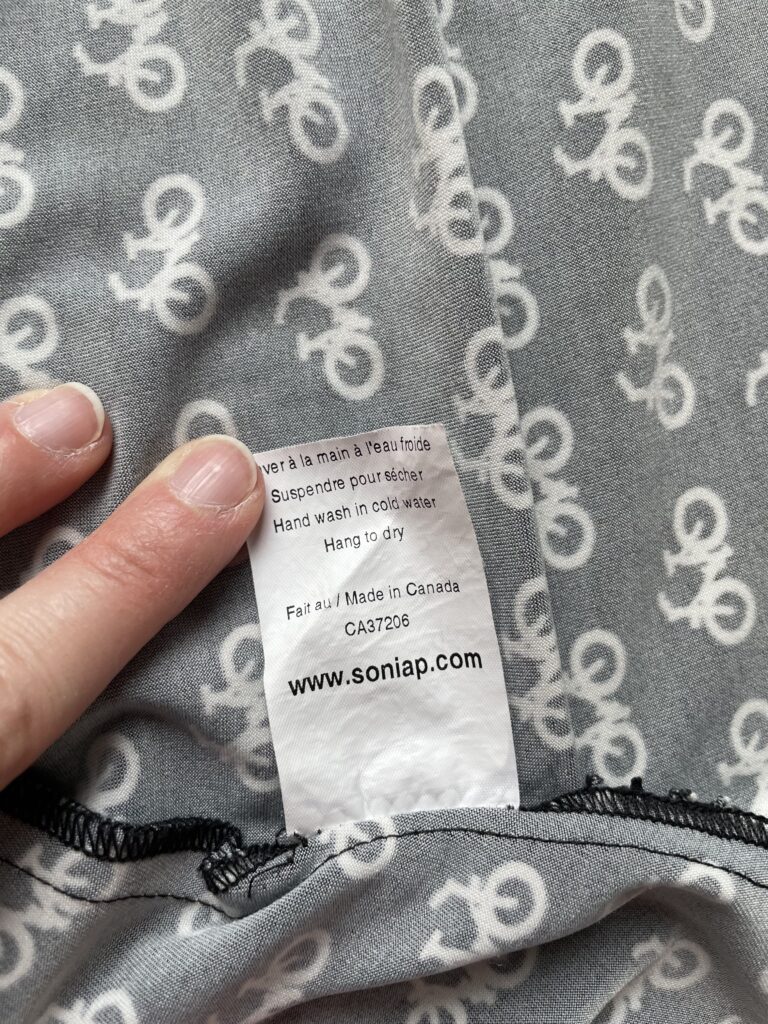 ver à la main à l'eau froide
Suspendre pour sécher
Hand wash in cold water
Hang to dry
Fait au / Made in Canada
CA37206
www.soniap.com